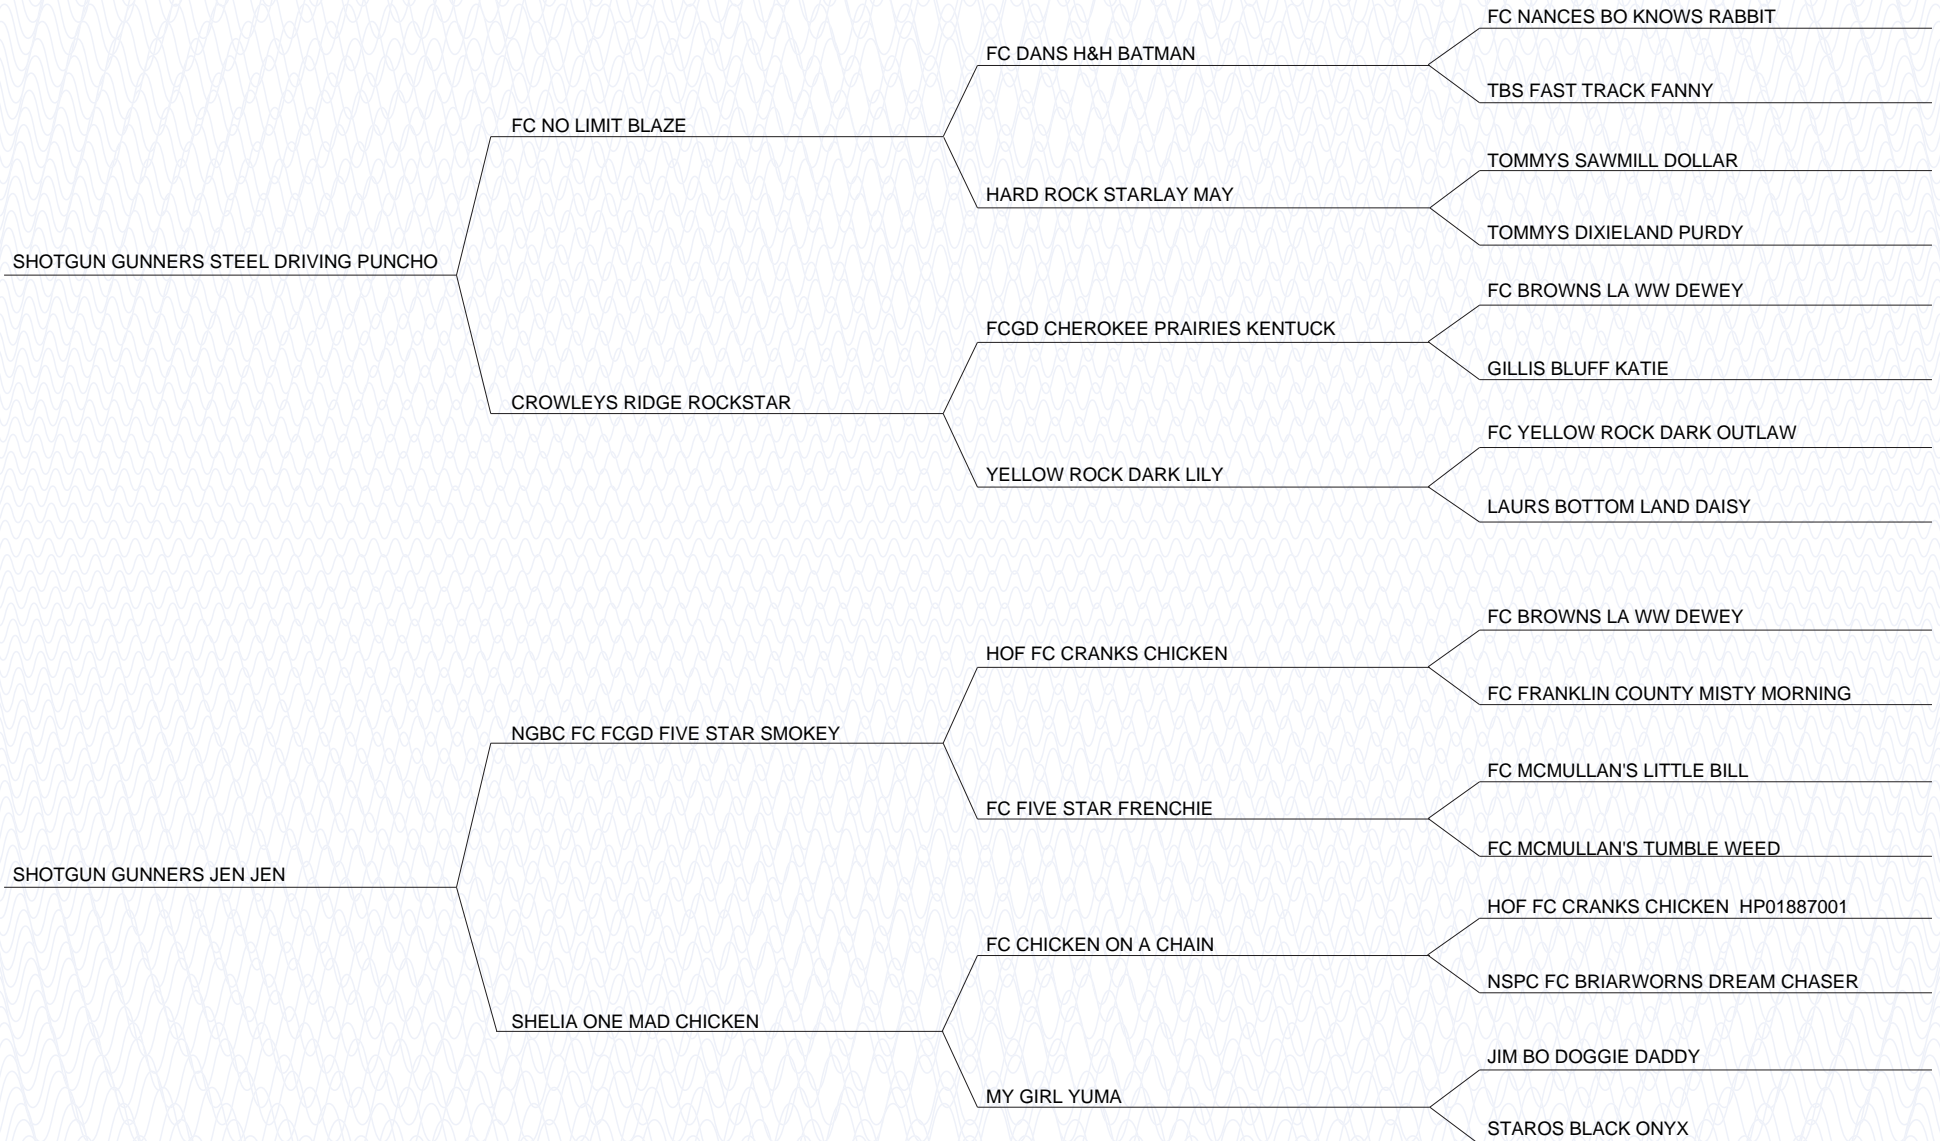 FC NANCES BO KNOWS RABBIT
FC DANS H&H BATMAN
TBS FAST TRACK FANNY
FC NO LIMIT BLAZE
TOMMYS SAWMILL DOLLAR
HARD ROCK STARLAY MAY
TOMMYS DIXIELAND PURDY
SHOTGUN GUNNERS STEEL DRIVING PUNCHO
FC BROWNS LA WW DEWEY
FCGD CHEROKEE PRAIRIES KENTUCK
GILLIS BLUFF KATIE
CROWLEYS RIDGE ROCKSTAR
FC YELLOW ROCK DARK OUTLAW
YELLOW ROCK DARK LILY
LAURS BOTTOM LAND DAISY
FC BROWNS LA WW DEWEY
HOF FC CRANKS CHICKEN
FC FRANKLIN COUNTY MISTY MORNING
NGBC FC FCGD FIVE STAR SMOKEY
FC MCMULLAN'S LITTLE BILL
FC FIVE STAR FRENCHIE
FC MCMULLAN'S TUMBLE WEED
SHOTGUN GUNNERS JEN JEN
HOF FC CRANKS CHICKEN  HP01887001
FC CHICKEN ON A CHAIN
NSPC FC BRIARWORNS DREAM CHASER
SHELIA ONE MAD CHICKEN
JIM BO DOGGIE DADDY
MY GIRL YUMA
STAROS BLACK ONYX